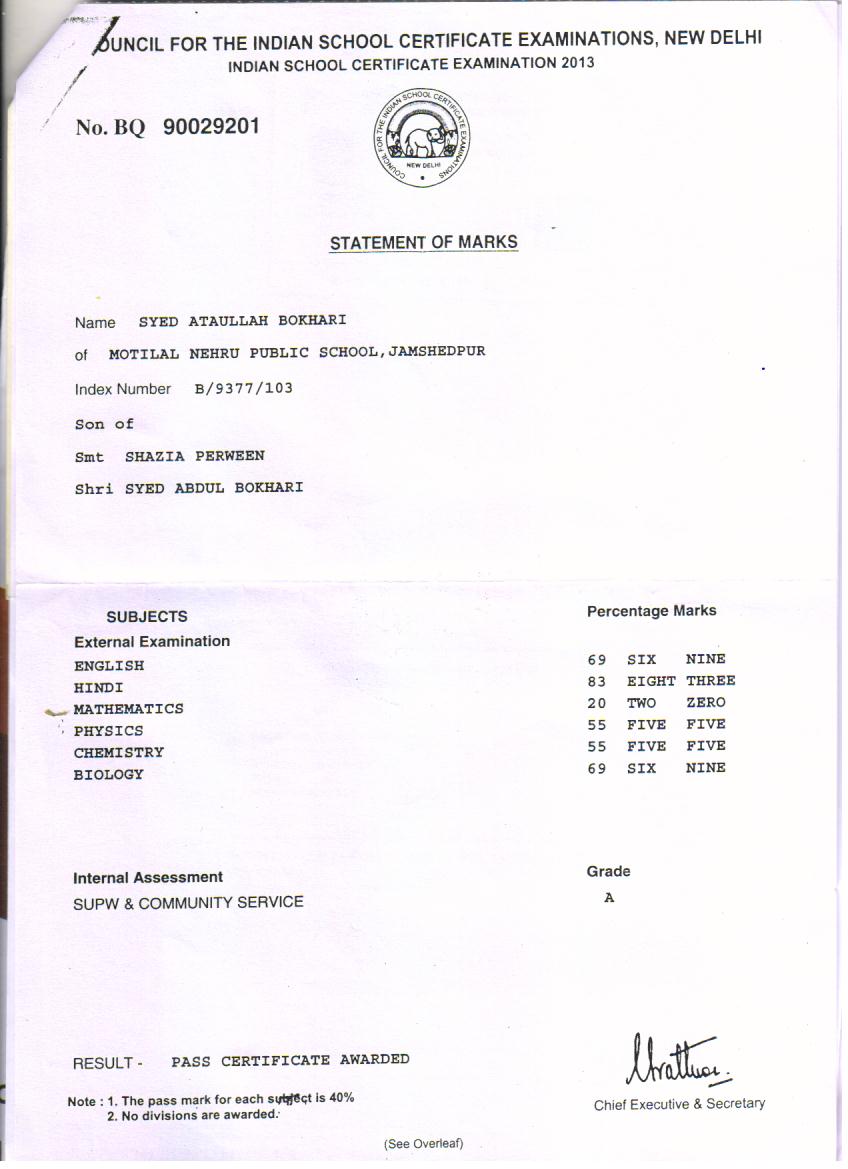 OUNCIL FOR THE INDIAN SCHOOL CERTIFICATE EXAMINATIONS, NEW DELHI
INDIAN SCHOOL CERTIFICATE EXAMINATION 2013
No. BQ 90029201
COUNCIL FOR THE INDIAN SCHOOL CERTIFICATE EXAMINATIONS
NEW DELHI
STATEMENT OF MARKS
Name SYED ATAULLAH BOKHARI
of MOTILAL NEHRU PUBLIC SCHOOL,JAMSHEDPUR
Index Number B/9377/103
Son of
Smt SHAZIA PERWEEN
Shri SYED ABDUL BOKHARI
SUBJECTS Percentage Marks
External Examination
ENGLISH 69 SIX NINE
HINDI 83 EIGHT THREE
MATHEMATICS 20 TWO ZERO
PHYSICS 55 FIVE FIVE
CHEMISTRY 55 FIVE FIVE
BIOLOGY 69 SIX NINE
Internal Assessment Grade
SUPW & COMMUNITY SERVICE A
RESULT - PASS CERTIFICATE AWARDED
Note : 1. The pass mark for each subject is 40%
2. No divisions are awarded.
Chief Executive & Secretary
(See Overleaf)